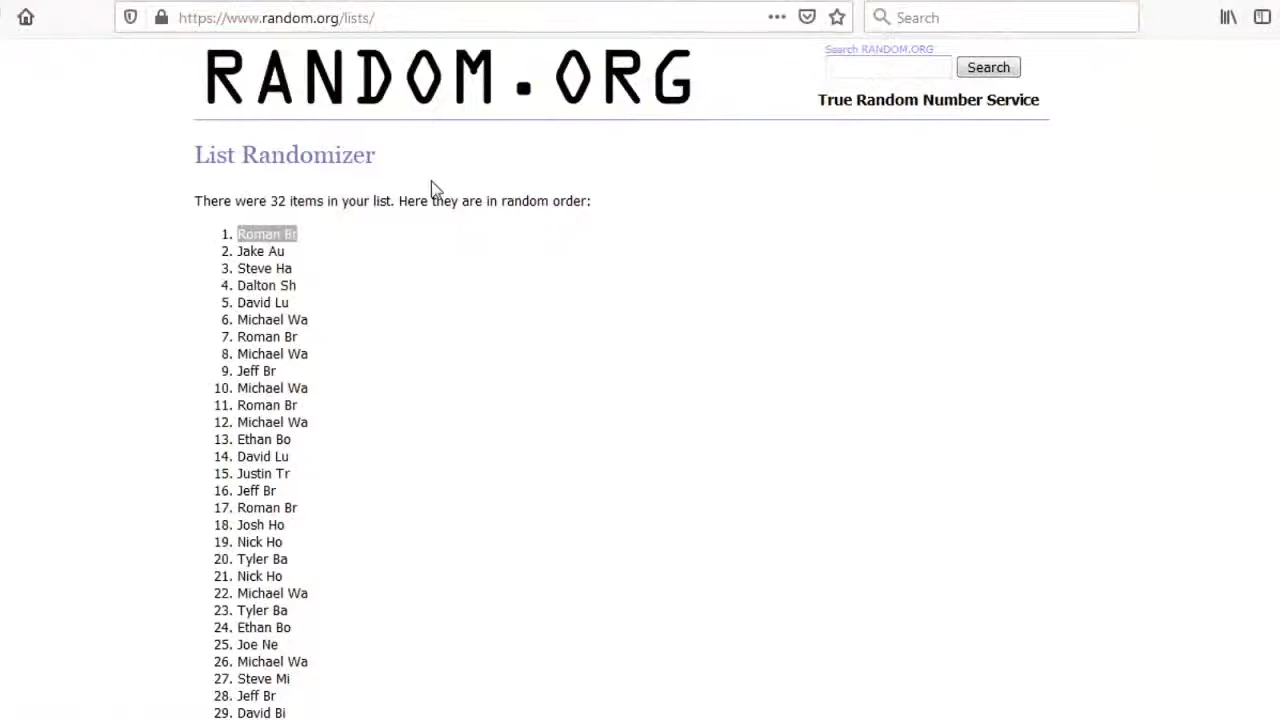 https://www.random.org/lists/
Search
RANDOM.ORG
Search RANDOM.ORG
Search
True Random Number Service
List Randomizer
There were 32 items in your list. Here they are in random order:
1. Roman Br
2. Jake Au
3. Steve Ha
4. Dalton Sh
5. David Lu
6. Michael Wa
7. Roman Br
8. Michael Wa
9. Jeff Br
10. Michael Wa
11. Roman Br
12. Michael Wa
13. Ethan Bo
14. David Lu
15. Justin Tr
16. Jeff Br
17. Roman Br
18. Josh Ho
19. Nick Ho
20. Tyler Ba
21. Nick Ho
22. Michael Wa
23. Tyler Ba
24. Ethan Bo
25. Joe Ne
26. Michael Wa
27. Steve Mi
28. Jeff Br
29. David Bi